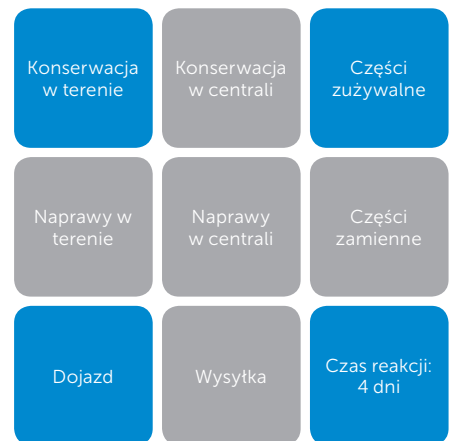 Konserwacja
w terenie
Konserwacja
w centrali
Części
zużywalne
Naprawy w
terenie
Naprawy
w centrali
Części
zamienne
Dojazd
Wysyłka
Czas reakcji:
4 dni